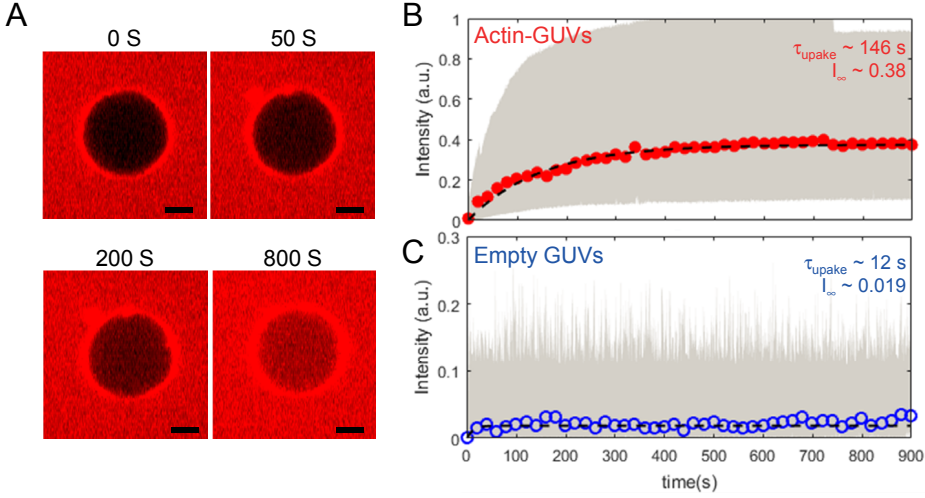 A
0 S
50 S
200 S
800 S
B
Actin-GUVs
τupake ~ 146 s
I∞ ~ 0.38
Intensity (a.u.)
1
0.8
0.6
0.4
0.2
0
C
Empty GUVs
τupake ~ 12 s
I∞ ~ 0.019
Intensity (a.u.)
0.3
0.2
0.1
0
0 100 200 300 400 500 600 700 800 900
time(s)